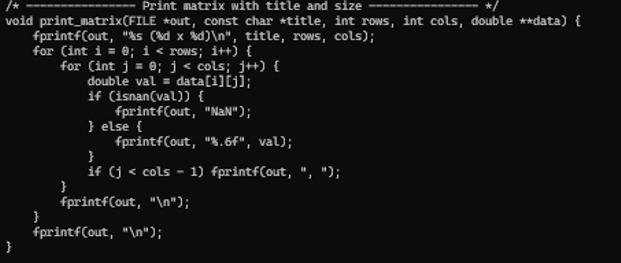 /* ---------------- Print matrix with title and size ---------------- */
void print_matrix(FILE *out, const char *title, int rows, int cols, double **data) {
    fprintf(out, "%s (%d x %d)\n", title, rows, cols);
    for (int i = 0; i < rows; i++) {
        for (int j = 0; j < cols; j++) {
            double val = data[i][j];
            if (isnan(val)) {
                fprintf(out, "NaN");
            } else {
                fprintf(out, "%.6f", val);
            }
            if (j < cols - 1) fprintf(out, ", ");
        }
        fprintf(out, "\n");
    }
    fprintf(out, "\n");
}